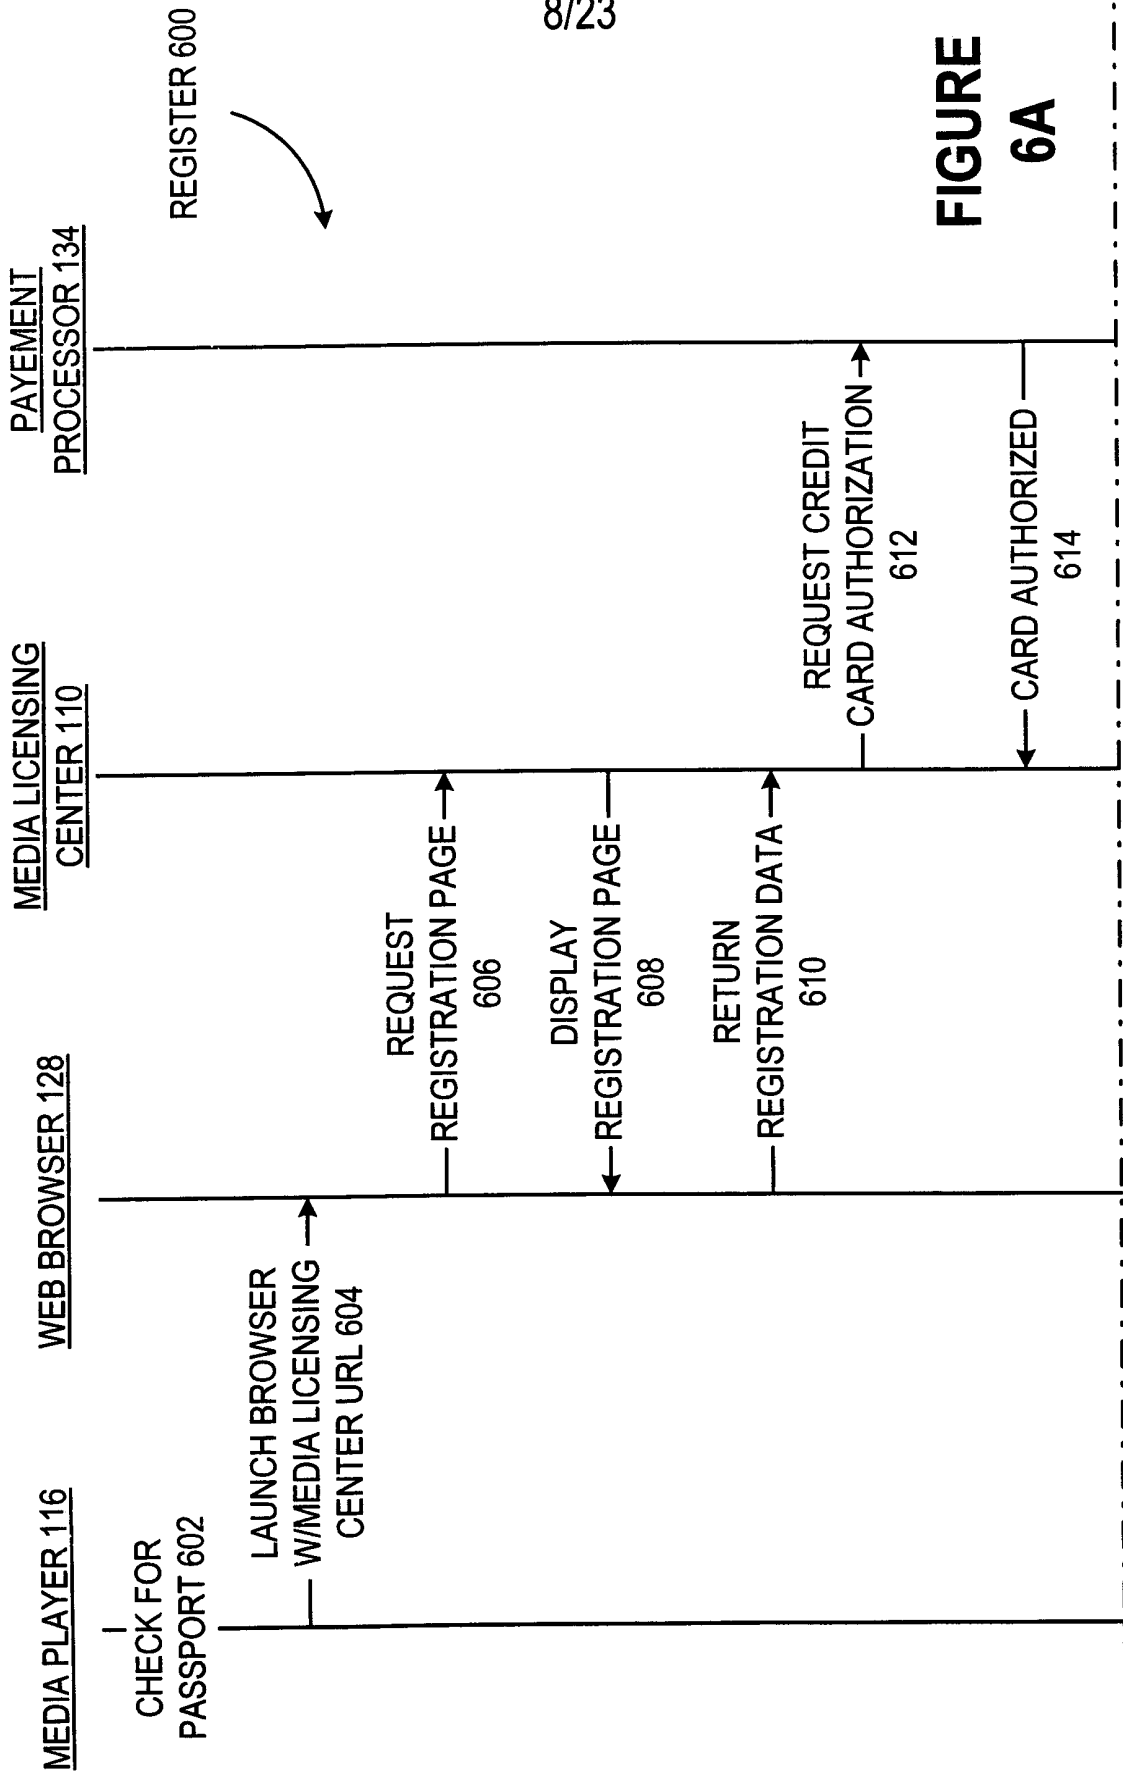 8/23
REGISTER 600
MEDIA PLAYER 116
WEB BROWSER 128
MEDIA LICENSING
CENTER 110
PAYEMENT
PROCESSOR 134
CHECK FOR
PASSPORT 602
LAUNCH BROWSER
W/MEDIA LICENSING
CENTER URL 604
REQUEST
REGISTRATION PAGE
606
DISPLAY
REGISTRATION PAGE
608
RETURN
REGISTRATION DATA
610
REQUEST CREDIT
CARD AUTHORIZATION
612
CARD AUTHORIZED
614
FIGURE
6A